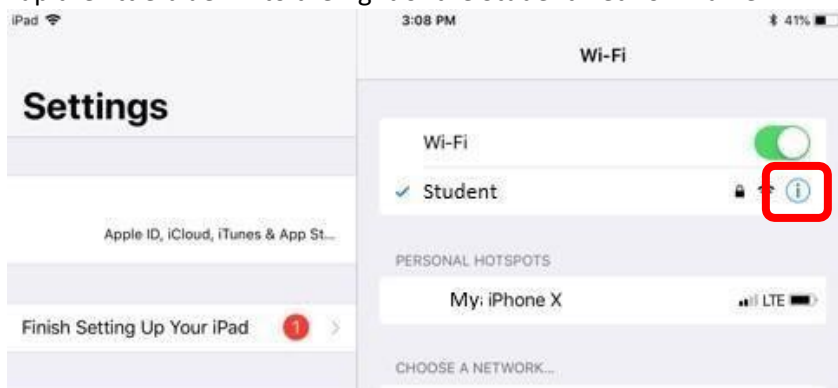 iPad
3:08 PM
41%
Wi-Fi
Settings
Wi-Fi
Student
Apple ID, iCloud, iTunes & App St...
PERSONAL HOTSPOTS
My: iPhone X
LTE
Finish Setting Up Your iPad
1
CHOOSE A NETWORK...